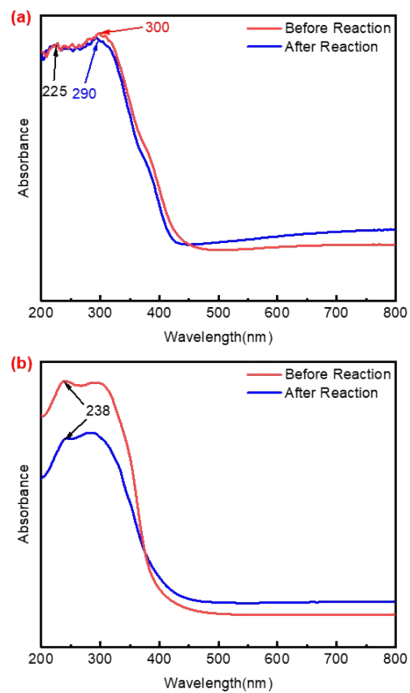 (a)
300
Before Reaction
After Reaction
225
290
Absorbance
200 300 400 500 600 700 800
Wavelength(nm)
(b)
Before Reaction
After Reaction
238
Absorbance
200 300 400 500 600 700 800
Wavelength(nm)